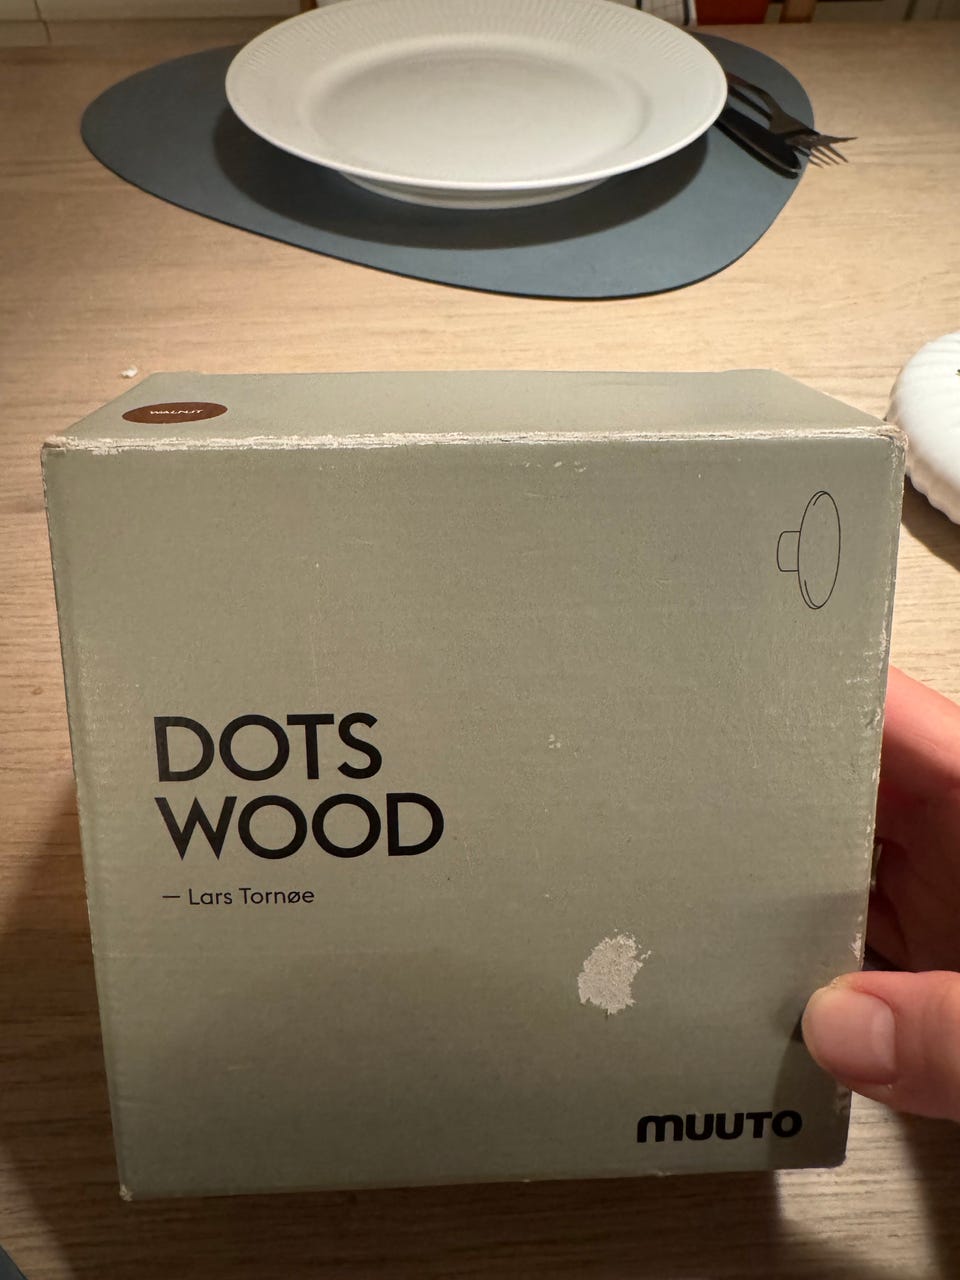 WALNUT
DOTS
WOOD
— Lars Tornøe
muuto